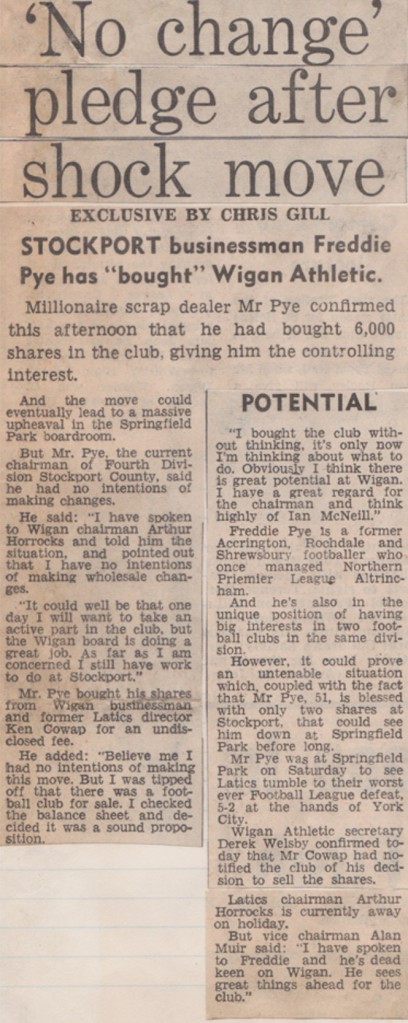 ‘No change’
pledge after
shock move
EXCLUSIVE BY CHRIS GILL
STOCKPORT businessman Freddie
Pye has “bought” Wigan Athletic.
Millionaire scrap dealer Mr Pye confirmed
this afternoon that he had bought 6,000
shares in the club, giving him the controlling
interest.
And the move could
eventually lead to a massive
upheaval in the Springfield
Park boardroom.
But Mr. Pye, the current
chairman of Fourth Divi-
sion Stockport County, said
he had no intentions of
making changes.
He said: “I have spoken
to Wigan chairman Arthur
Horrocks and told him the
situation, and pointed out
that I have no intentions
of making wholesale chan-
ges.
“It could well be that one
day I will want to take an
active part in the club, but
the Wigan board is doing a
great job. As far as I am
concerned I still have work
to do at Stockport.”
Mr. Pye bought his shares
from Wigan businessman
and former Latics director
Ken Cowap for an undis-
closed fee.
He added: “Believe me I
had no intentions of making
this move. But I was tipped
off that there was a foot-
ball club for sale. I checked
the balance sheet and de-
cided it was a sound propo-
sition.
POTENTIAL
“I bought the club with-
out thinking, it's only now
I'm thinking about what to
do. Obviously I think there
is great potential at Wigan.
I have a great regard for
the chairman and think
highly of Ian McNeill.”
Freddie Pye is a former
Accrington, Rochdale and
Shrewsbury footballer who
once managed Northern
Priemier League Altrinc-
ham.
And he's also in the
unique position of having
big interests in two foot-
ball clubs in the same divi-
sion.
However, it could prove
an untenable situation
which, coupled with the fact
that Mr Pye, 51, is blessed
with only two shares at
Stockport, that could see
him down at Springfield
Park before long.
Mr Pye was at Springfield
Park on Saturday to see
Latics tumble to their worst
ever Football League defeat,
5-2 at the hands of York
City.
Wigan Athletic secretary
Derek Welsby confirmed to-
day that Mr Cowap had no-
tified the club of his deci-
sion to sell the shares.
Latics chairman Arthur
Horrocks is currently away
on holiday.
But vice chairman Alan
Muir said: “I have spoken
to Freddie and he's dead
keen on Wigan. He sees
great things ahead for the
club.”